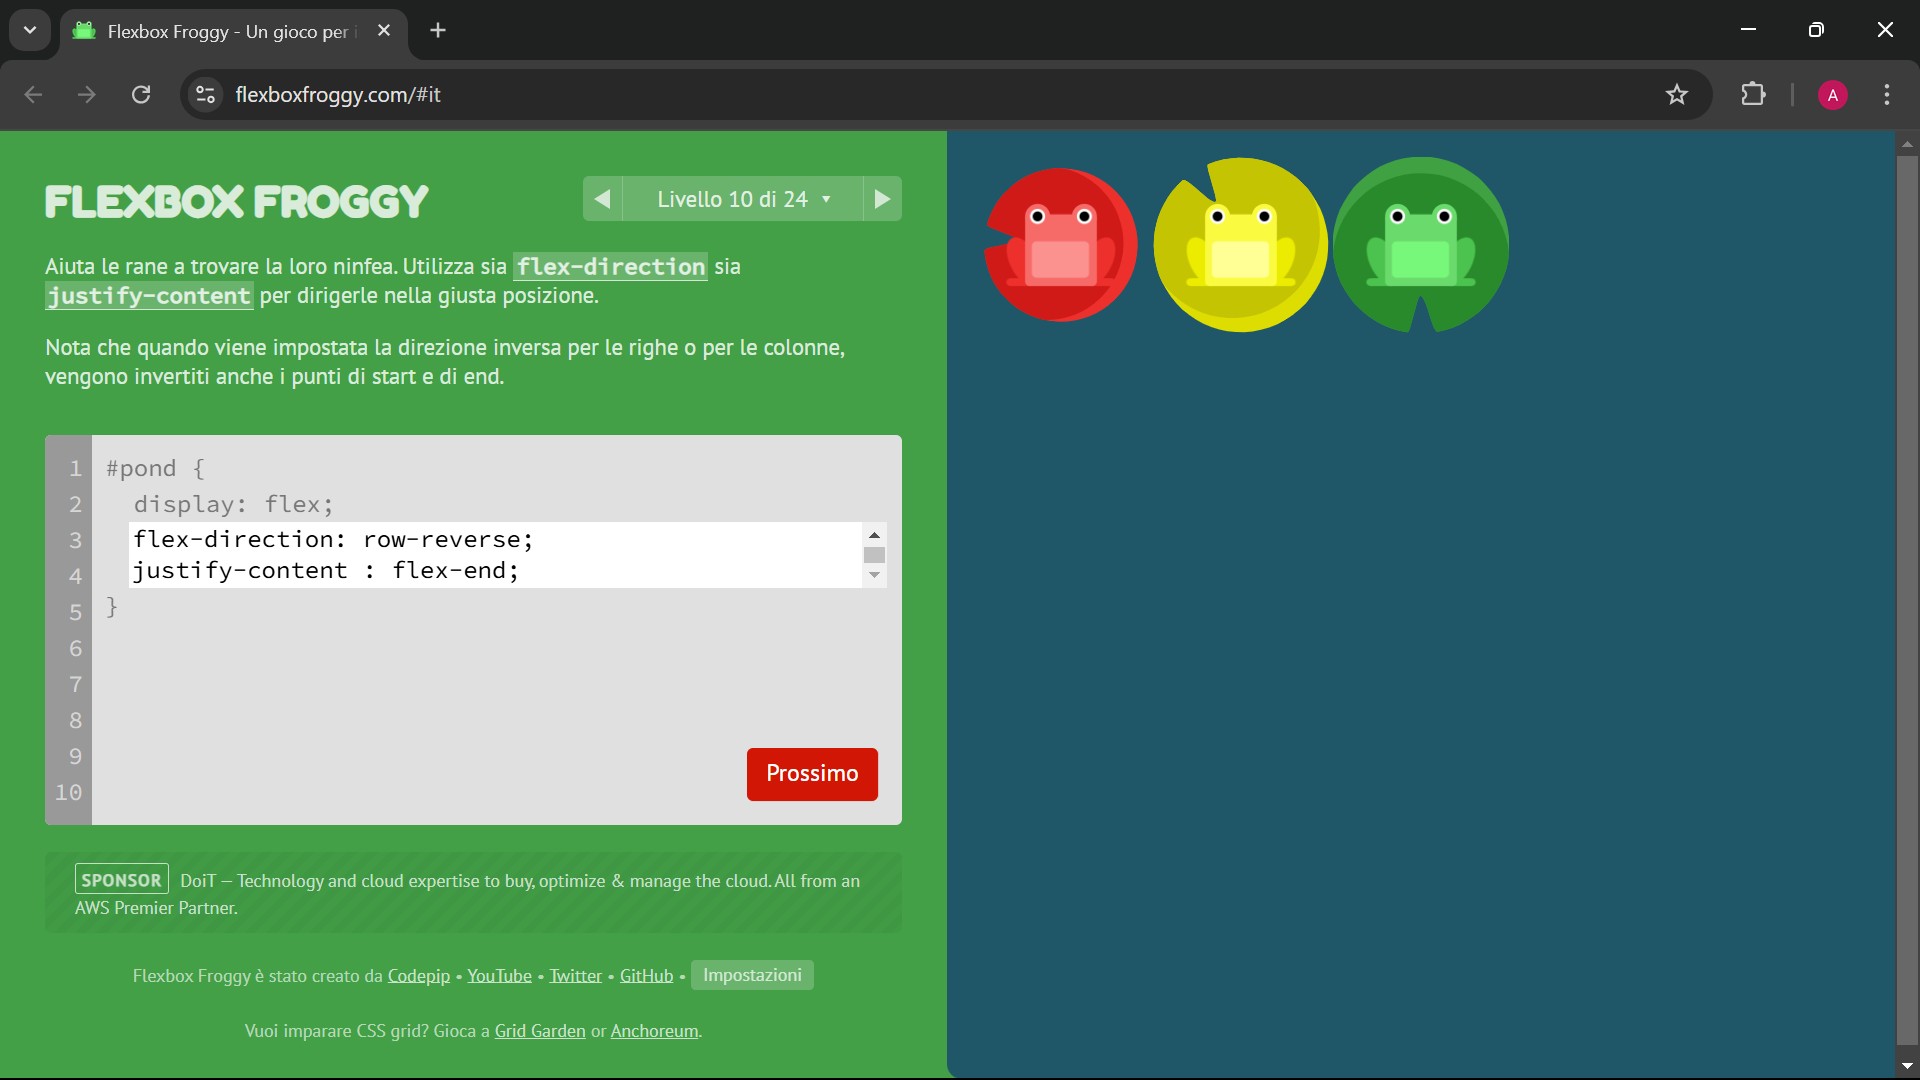 Flexbox Froggy - Un gioco per i
flexboxfroggy.com/#it
A
FLEXBOX FROGGY
Livello 10 di 24
Aiuta le rane a trovare la loro ninfea. Utilizza sia flex-direction sia
justify-content per dirigerle nella giusta posizione.
Nota che quando viene impostata la direzione inversa per le righe o per le colonne,
vengono invertiti anche i punti di start e di end.
1 #pond {
2 display: flex;
3 flex-direction: row-reverse;
4 justify-content : flex-end;
5 }
6
7
8
9
10
Prossimo
SPONSOR DoiT – Technology and cloud expertise to buy, optimize & manage the cloud. All from an
AWS Premier Partner.
Flexbox Froggy è stato creato da Codepip • YouTube • Twitter • GitHub • Impostazioni
Vuoi imparare CSS grid? Gioca a Grid Garden or Anchoreum.